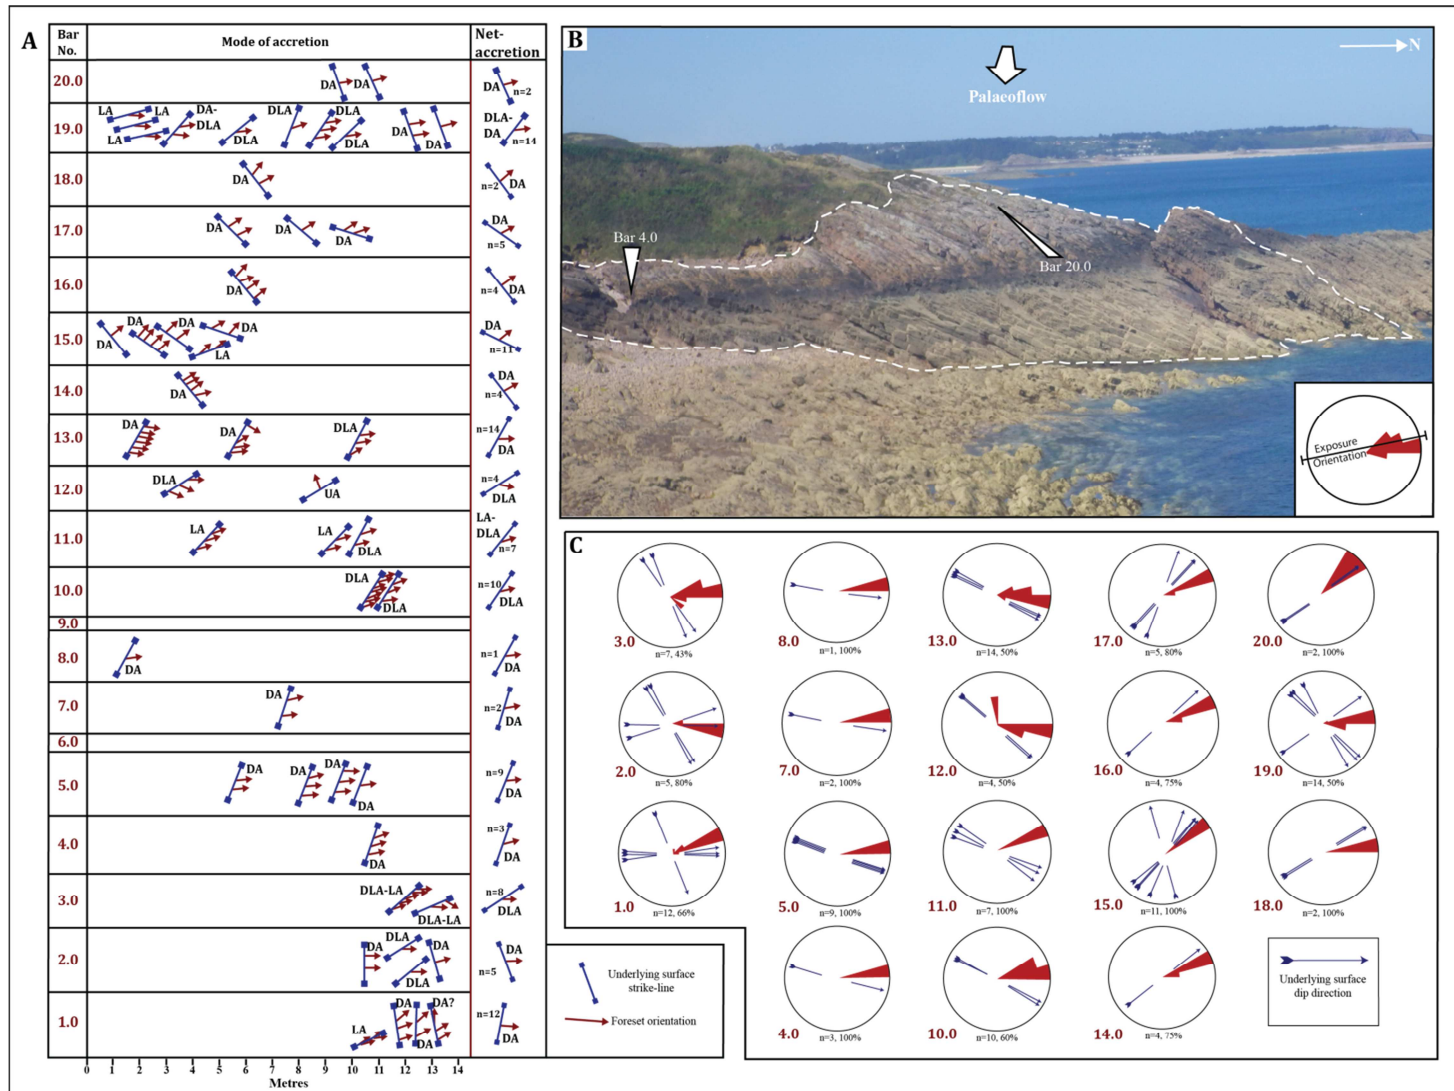 A
Bar No.
Mode of accretion
Net-accretion
20.0
DA DA
DA n=2
19.0
LA LA DA-DLA DLA DLA
LA DLA DLA DA DA
DLA-DA n=14
18.0
DA
n=2 DA
17.0
DA DA DA
DA n=5
16.0
DA
n=4 DA
15.0
DA DA DA DA LA
DA n=11
14.0
DA
DA n=4
13.0
DA DA DLA
n=14 DA
12.0
DLA UA
n=4 DLA
11.0
LA LA DLA
LA-DLA n=7
10.0
DLA DLA
n=10 DLA
9.0
8.0
DA
n=1 DA
7.0
DA
n=2 DA
6.0
5.0
DA DA DA DA
n=9 DA
4.0
DA
n=3 DA
3.0
DLA-LA DLA-LA
n=8 DLA
2.0
DA DLA DLA DA
DA n=5
1.0
LA DA DA DA?
n=12 DA
0 1 2 3 4 5 6 7 8 9 10 11 12 13 14
Metres
Underlying surface
strike-line
Foreset orientation
B
Palaeoflow
N
Bar 4.0
Bar 20.0
Exposure
Orientation
C
3.0
n=7, 43%
8.0
n=1, 100%
13.0
n=14, 50%
17.0
n=5, 80%
20.0
n=2, 100%
2.0
n=5, 80%
7.0
n=2, 100%
12.0
n=4, 50%
16.0
n=4, 75%
19.0
n=14, 50%
1.0
n=12, 66%
5.0
n=9, 100%
11.0
n=7, 100%
15.0
n=11, 100%
18.0
n=2, 100%
4.0
n=3, 100%
10.0
n=10, 60%
14.0
n=4, 75%
Underlying surface
dip direction